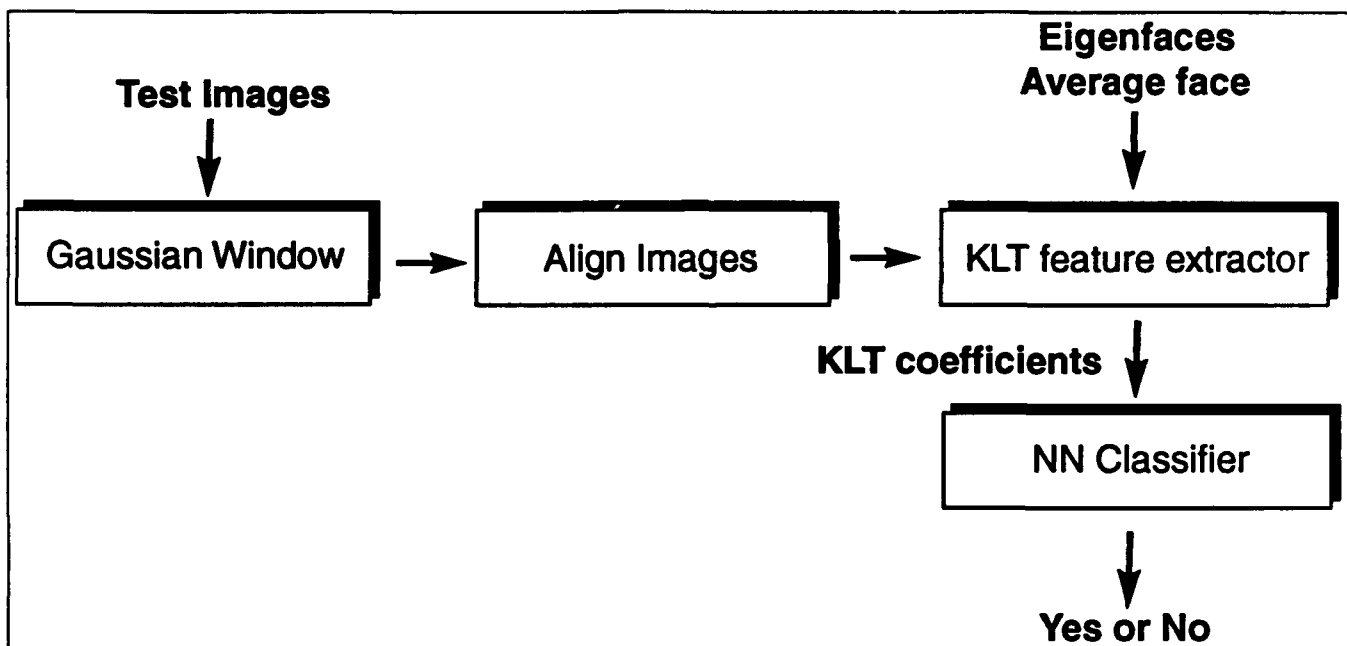 Test Images
Eigenfaces
Average face
Gaussian Window
Align Images
KLT feature extractor
KLT coefficients
NN Classifier
Yes or No